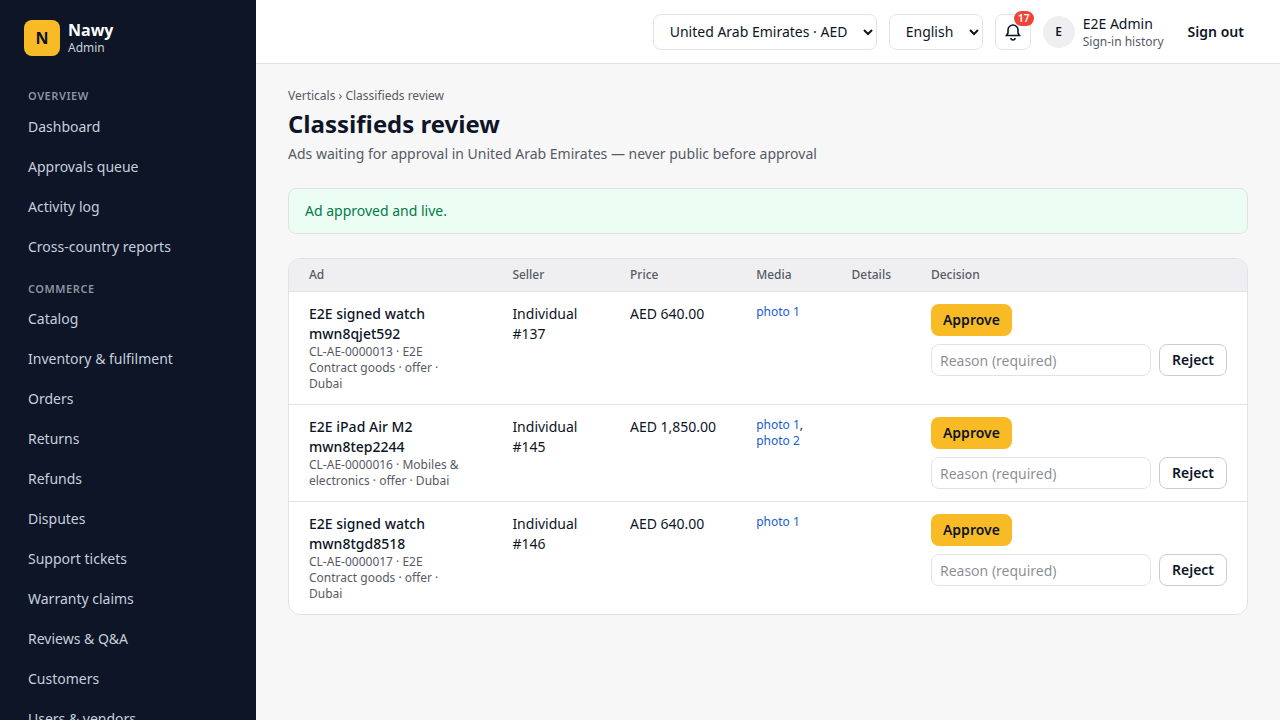 N
Nawy
Admin
United Arab Emirates · AED
English
17
E
E2E Admin
Sign-in history
Sign out
OVERVIEW
Dashboard
Approvals queue
Activity log
Cross-country reports
COMMERCE
Catalog
Inventory & fulfilment
Orders
Returns
Refunds
Disputes
Support tickets
Warranty claims
Reviews & Q&A
Customers
Users & vendors
Verticals › Classifieds review
Classifieds review
Ads waiting for approval in United Arab Emirates — never public before approval
Ad approved and live.
Ad Seller Price Media Details Decision
E2E signed watch
mwn8qjet592
CL-AE-0000013 · E2E
Contract goods · offer ·
Dubai
Individual
#137
AED 640.00
photo 1
Approve
Reason (required)
Reject
E2E iPad Air M2
mwn8tep2244
CL-AE-0000016 · Mobiles &
electronics · offer · Dubai
Individual
#145
AED 1,850.00
photo 1,
photo 2
Approve
Reason (required)
Reject
E2E signed watch
mwn8tgd8518
CL-AE-0000017 · E2E
Contract goods · offer ·
Dubai
Individual
#146
AED 640.00
photo 1
Approve
Reason (required)
Reject